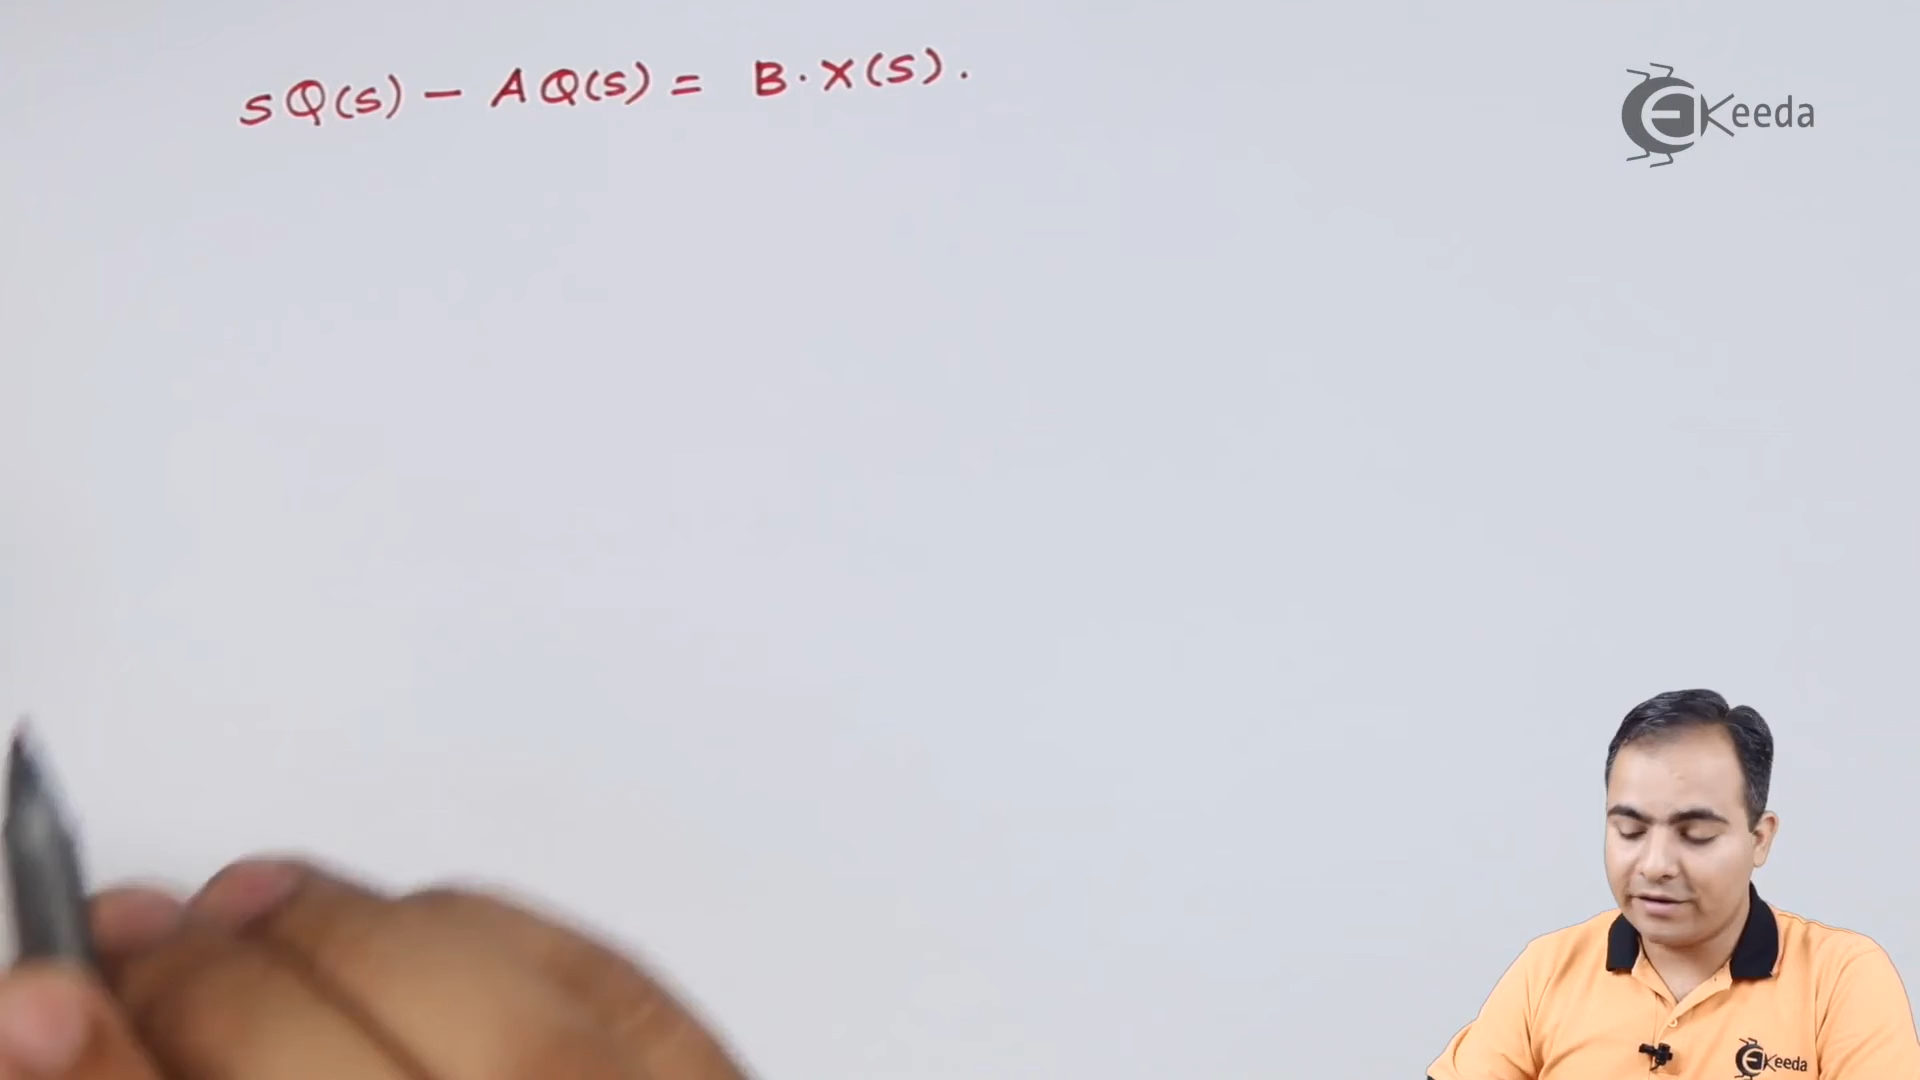 sQ(s) - AQ(s) = B·X(s).
EKeeda
EKeeda